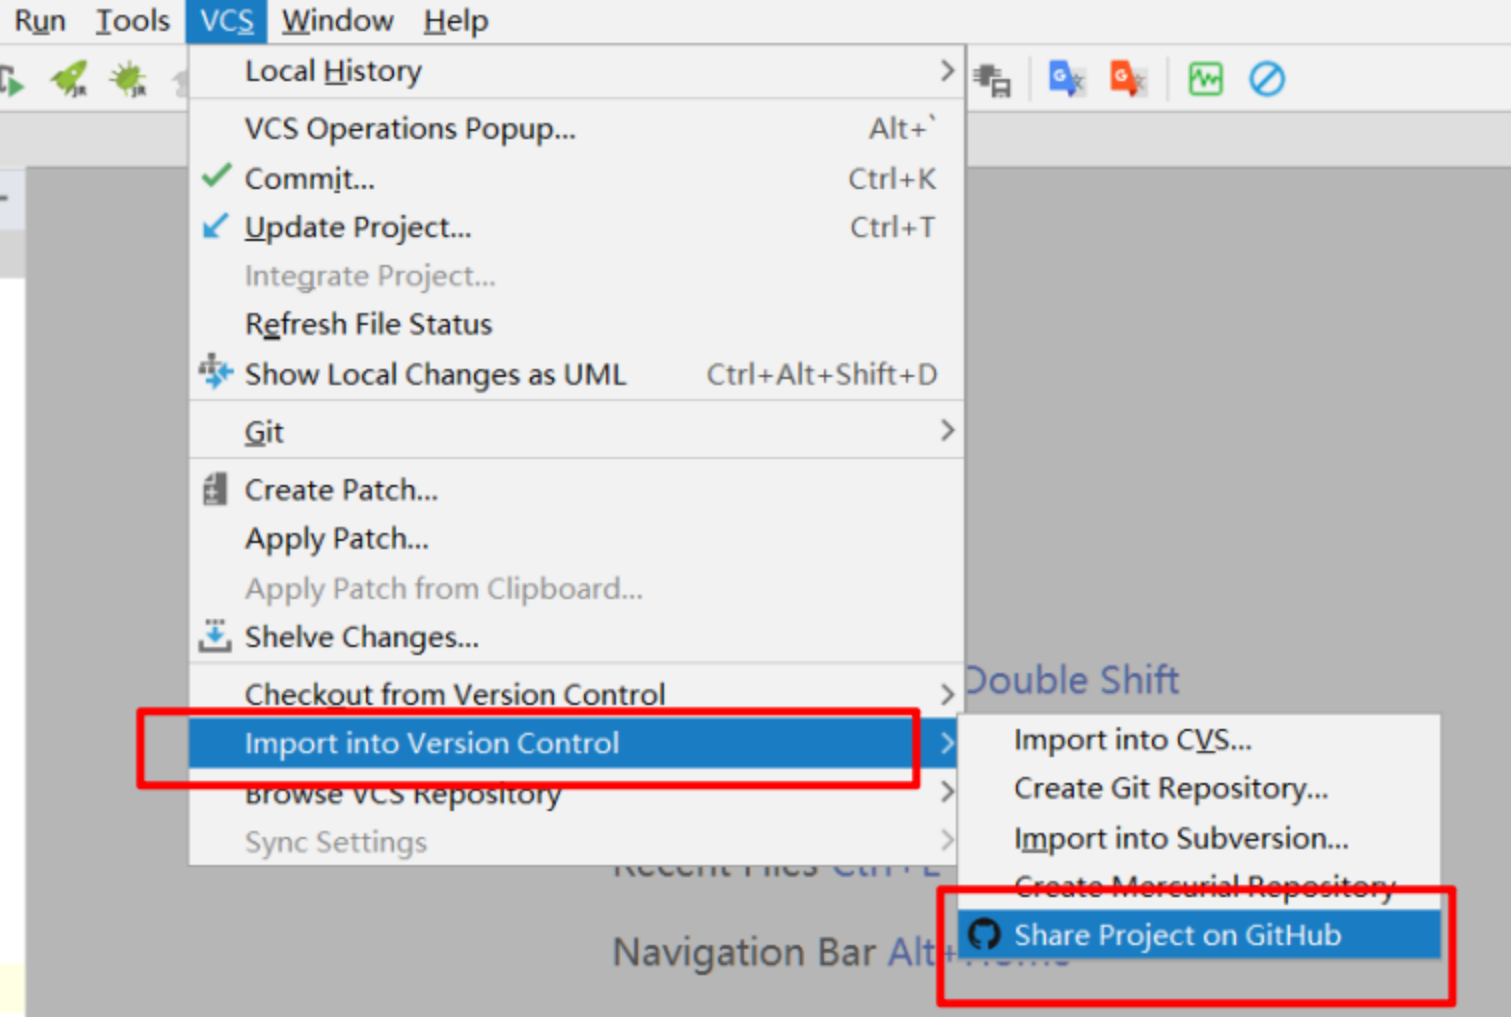 Run Tools VCS Window Help
Local History
VCS Operations Popup... Alt+`
Commit... Ctrl+K
Update Project... Ctrl+T
Integrate Project...
Refresh File Status
Show Local Changes as UML Ctrl+Alt+Shift+D
Git
Create Patch...
Apply Patch...
Apply Patch from Clipboard...
Shelve Changes...
Checkout from Version Control
Double Shift
Import into Version Control
Import into CVS...
Browse VCS Repository
Create Git Repository...
Sync Settings
Import into Subversion...
Recent Files Ctrl+E
Create Mercurial Repository
Share Project on GitHub
Navigation Bar Alt+Home